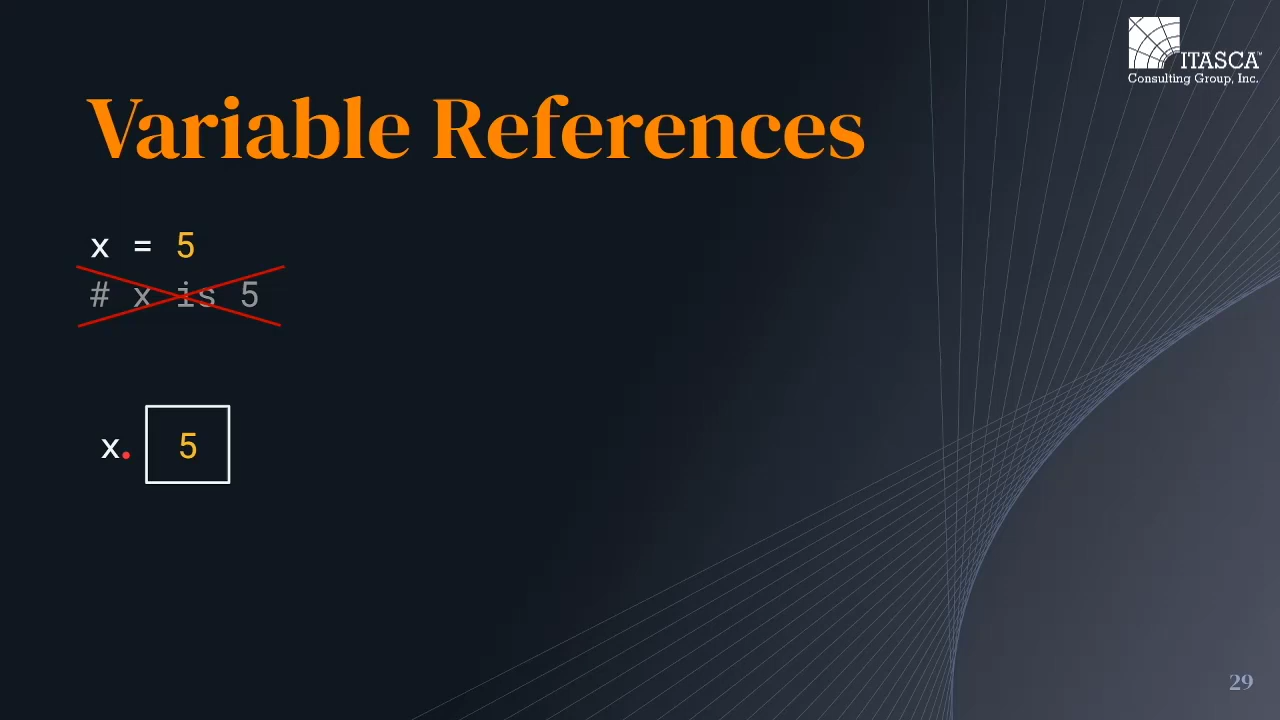 ITASCA™
Consulting Group, Inc.
Variable References
x = 5
# x is 5
x. 5
29